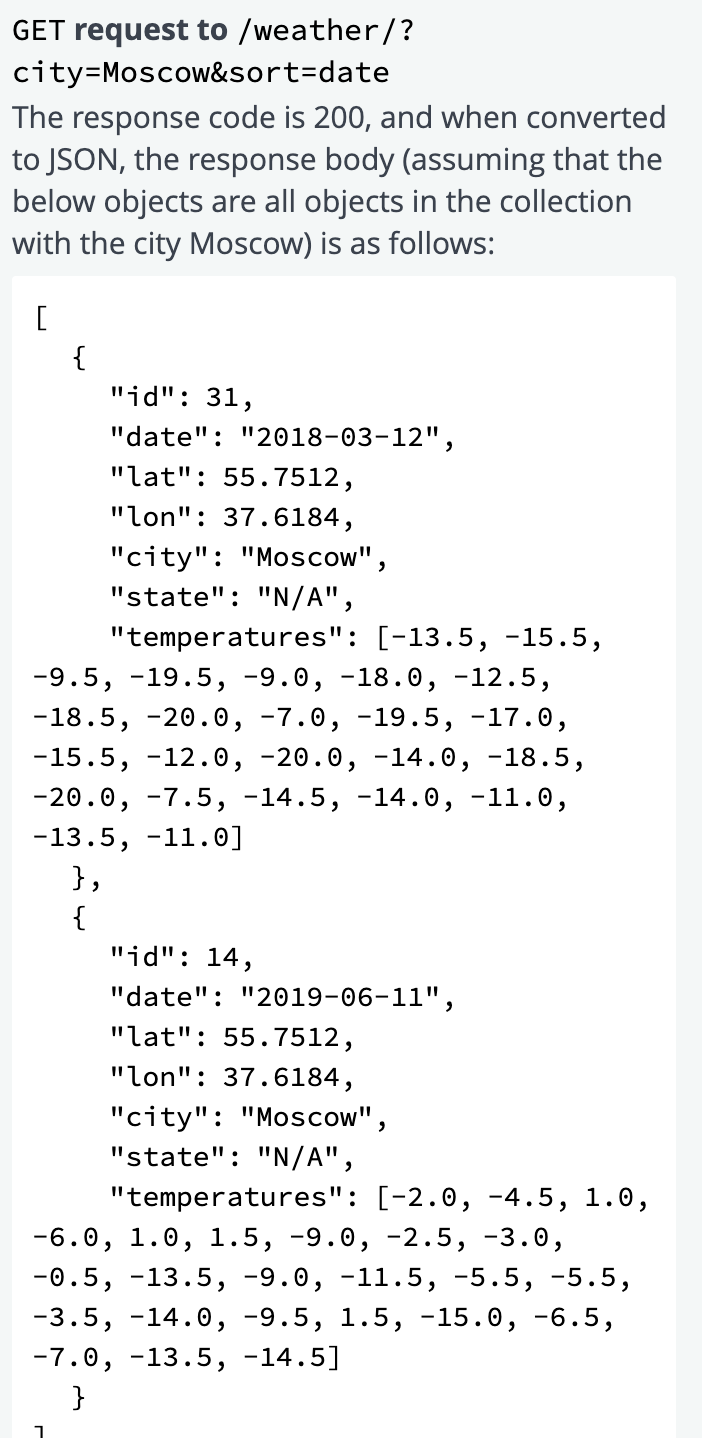 GET request to /weather/?
city=Moscow&sort=date
The response code is 200, and when converted
to JSON, the response body (assuming that the
below objects are all objects in the collection
with the city Moscow) is as follows:
[
{
"id": 31,
"date": "2018-03-12",
"lat": 55.7512,
"lon": 37.6184,
"city": "Moscow",
"state": "N/A",
"temperatures": [-13.5, -15.5,
-9.5, -19.5, -9.0, -18.0, -12.5,
-18.5, -20.0, -7.0, -19.5, -17.0,
-15.5, -12.0, -20.0, -14.0, -18.5,
-20.0, -7.5, -14.5, -14.0, -11.0,
-13.5, -11.0]
},
{
"id": 14,
"date": "2019-06-11",
"lat": 55.7512,
"lon": 37.6184,
"city": "Moscow",
"state": "N/A",
"temperatures": [-2.0, -4.5, 1.0,
-6.0, 1.0, 1.5, -9.0, -2.5, -3.0,
-0.5, -13.5, -9.0, -11.5, -5.5, -5.5,
-3.5, -14.0, -9.5, 1.5, -15.0, -6.5,
-7.0, -13.5, -14.5]
}
]